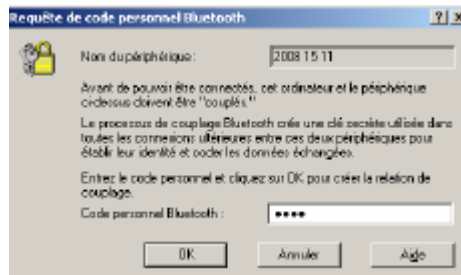 Requête de code personnel Bluetooth
Nom du périphérique : 2008 15 11
Avant de pouvoir être connectés, cet ordinateur et le périphérique
ci-dessus doivent être "couplés."
Le processus de couplage Bluetooth crée une clé secrète utilisée dans
toutes les connexions ultérieures entre ces deux périphériques pour
établir leur identité et coder les données échangées.
Entrez le code personnel et cliquez sur OK pour créer la relation de
couplage.
Code personnel Bluetooth : ••••
OK Annuler Aide